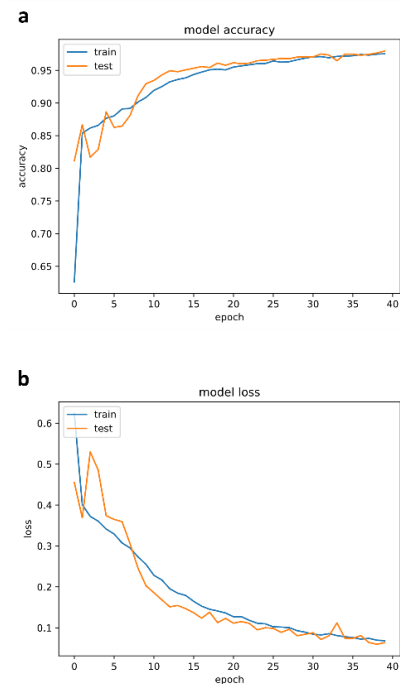 a
model accuracy
train
test
0.95
0.90
0.85
0.80
0.75
0.70
0.65
accuracy
0 5 10 15 20 25 30 35 40
epoch
b
model loss
train
test
0.6
0.5
0.4
0.3
0.2
0.1
loss
0 5 10 15 20 25 30 35 40
epoch